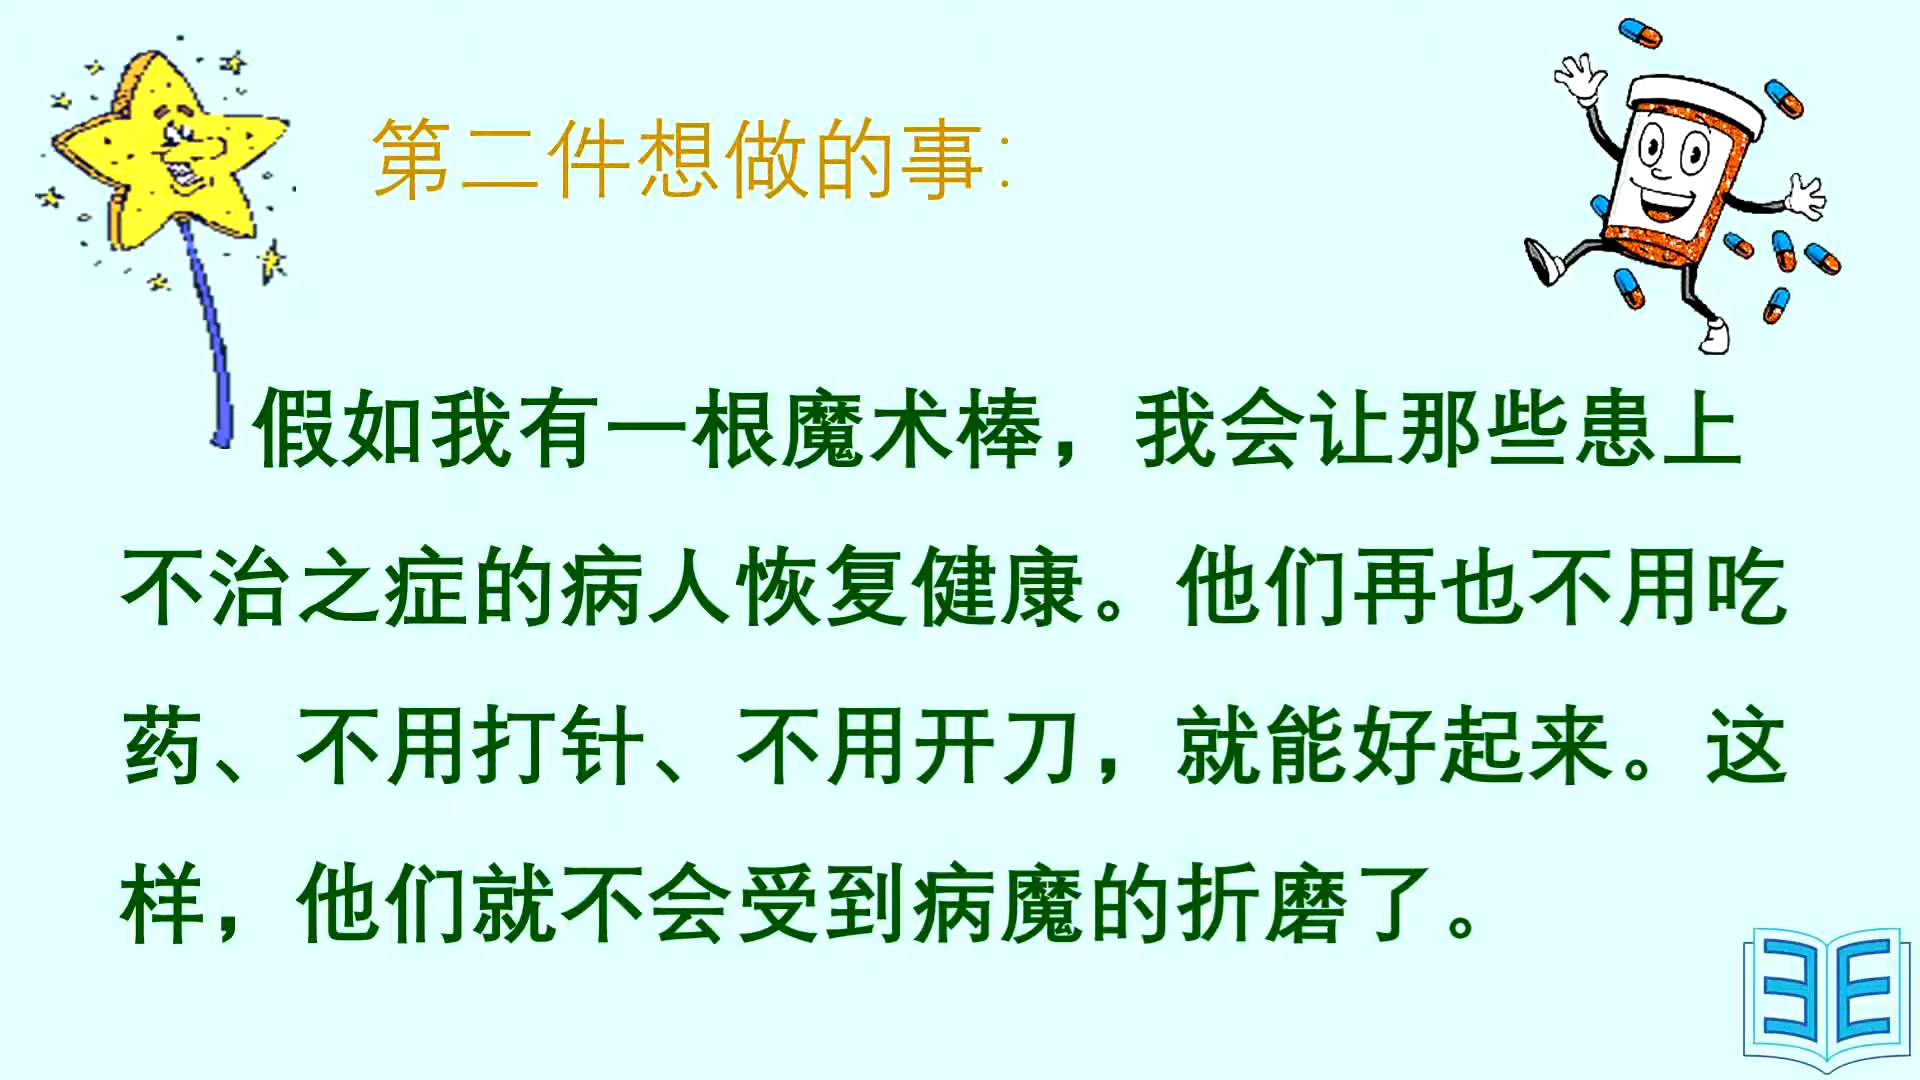 第二件想做的事：
假如我有一根魔术棒，我会让那些患上
不治之症的病人恢复健康。他们再也不用吃
药、不用打针、不用开刀，就能好起来。这
样，他们就不会受到病魔的折磨了。